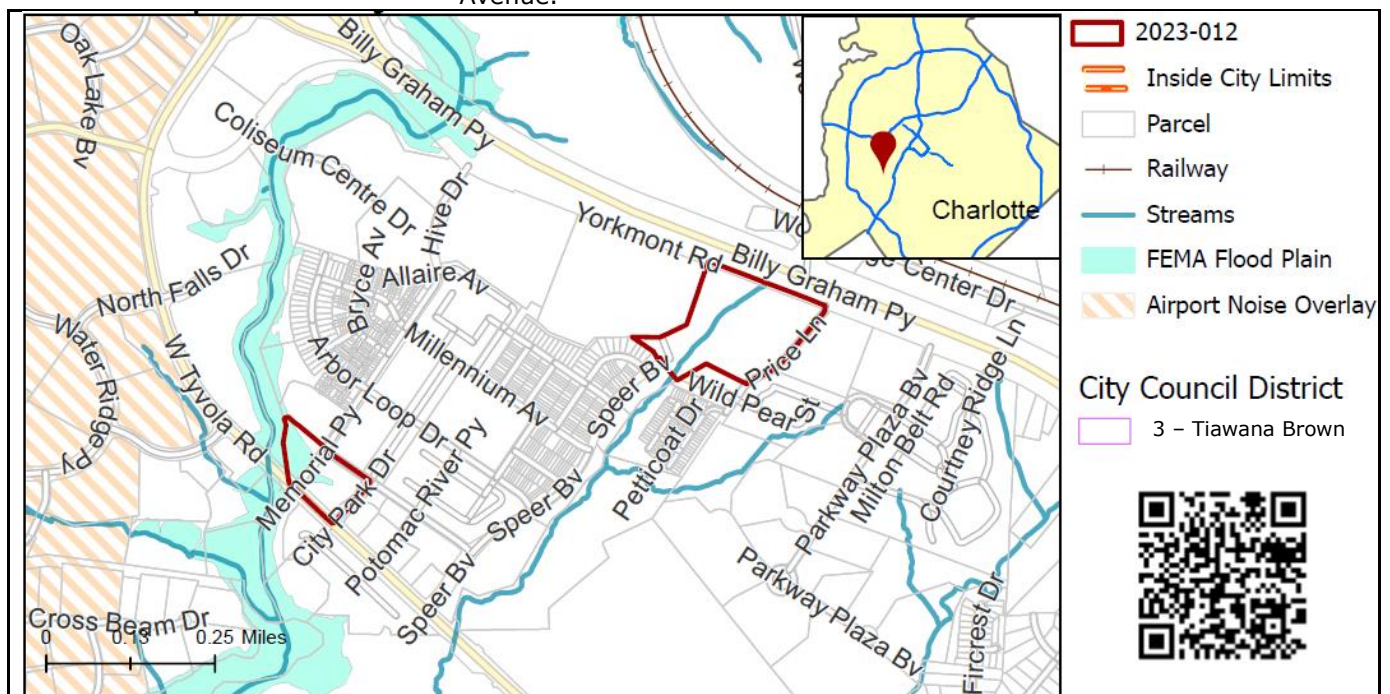 Avenue.
Oak Lake Bv
Billy Graham Py
Coliseum Centre Dr
Hive Dr
Bryce Av
Allaire Av
North Falls Dr
Water Ridge Py
W Tyvola Rd
Arbor Loop Dr
Millennium Av
Memorial Py
City Park Dr
Potomac River Py
Speer Bv
Speer Bv
Speer Bv
Yorkmont Rd
Billy Graham Py
Price Ln
Wild Pear St
Petticoat Dr
Parkway Plaza Bv
Milton Belt Rd
Courtney Ridge Ln
Parkway Plaza Bv
Fircrest Dr
Center Dr
Cross Beam Dr
0 0.13 0.25 Miles
Charlotte
2023-012
Inside City Limits
Parcel
Railway
Streams
FEMA Flood Plain
Airport Noise Overlay
City Council District
3 – Tiawana Brown